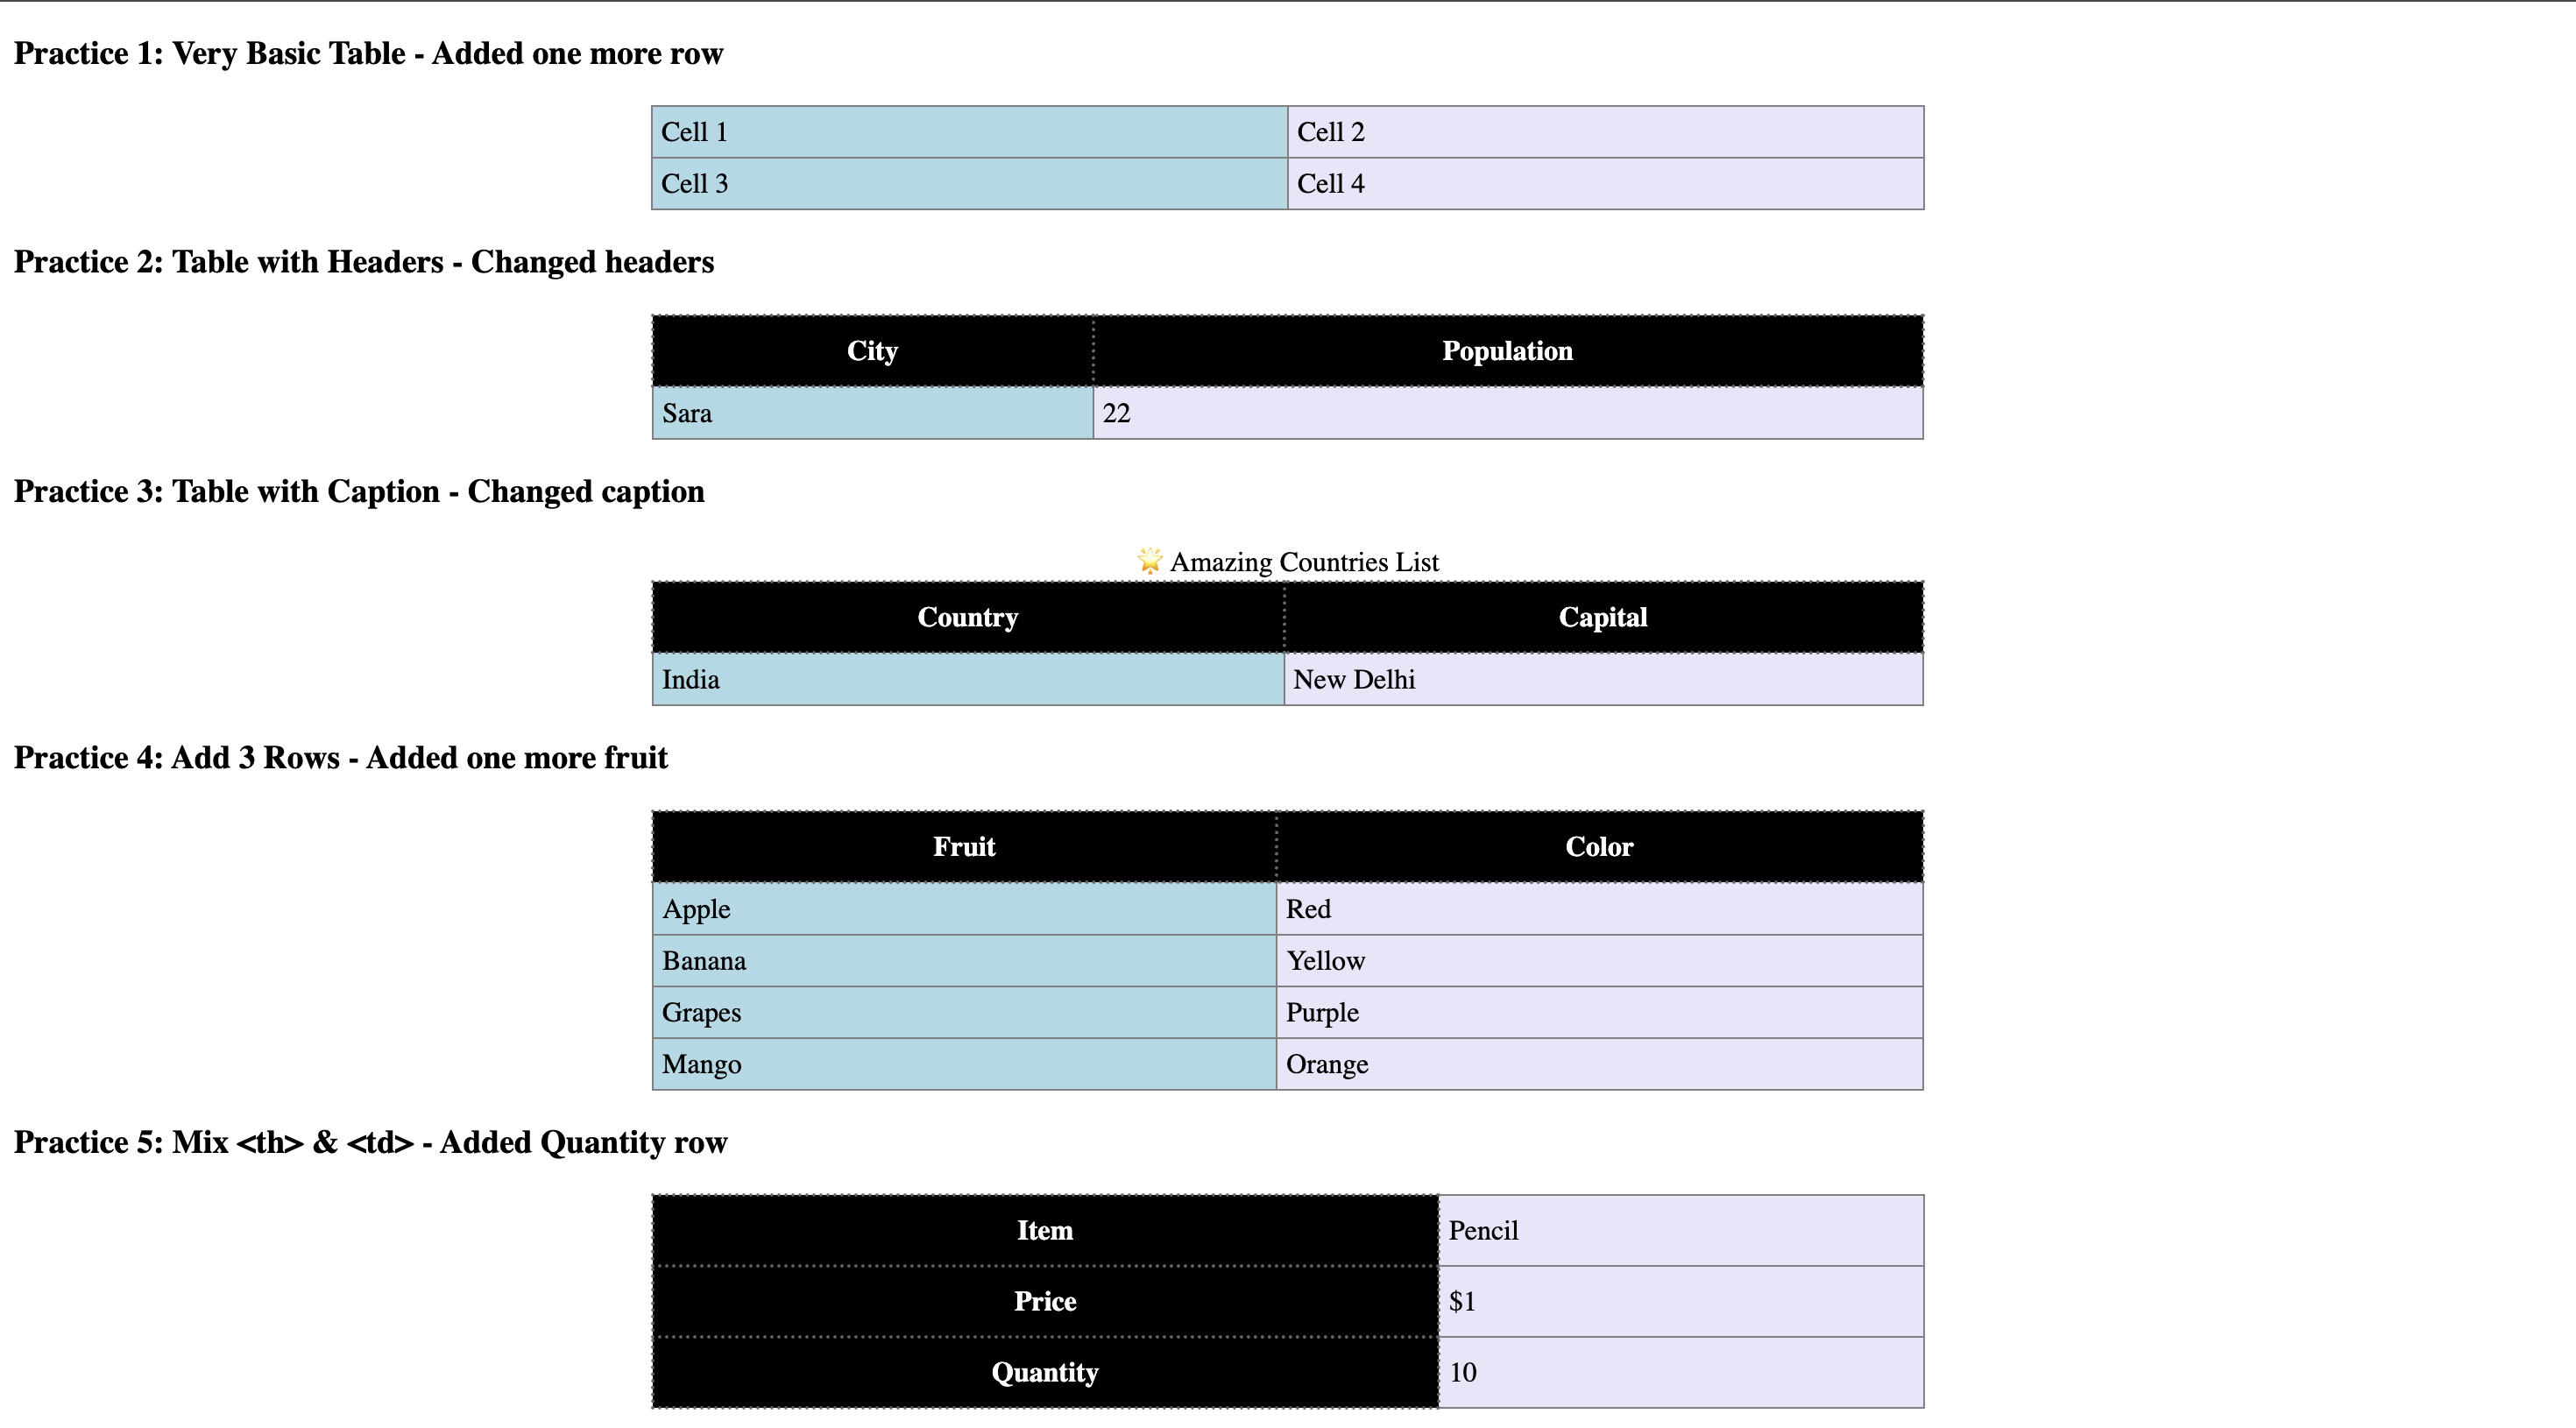 Practice 1: Very Basic Table - Added one more row
Cell 1 Cell 2
Cell 3 Cell 4
Practice 2: Table with Headers - Changed headers
City Population
Sara 22
Practice 3: Table with Caption - Changed caption
🌟 Amazing Countries List
Country Capital
India New Delhi
Practice 4: Add 3 Rows - Added one more fruit
Fruit Color
Apple Red
Banana Yellow
Grapes Purple
Mango Orange
Practice 5: Mix <th> & <td> - Added Quantity row
Item Pencil
Price $1
Quantity 10